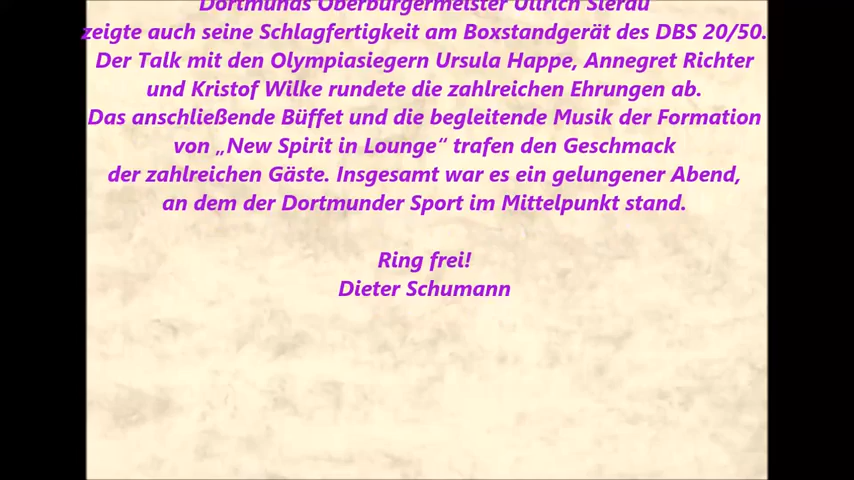 Dortmunds Oberbürgermeister Ullrich Sierau
zeigte auch seine Schlagfertigkeit am Boxstandgerät des DBS 20/50.
Der Talk mit den Olympiasiegern Ursula Happe, Annegret Richter
und Kristof Wilke rundete die zahlreichen Ehrungen ab.
Das anschließende Büffet und die begleitende Musik der Formation
von „New Spirit in Lounge“ trafen den Geschmack
der zahlreichen Gäste. Insgesamt war es ein gelungener Abend,
an dem der Dortmunder Sport im Mittelpunkt stand.
Ring frei!
Dieter Schumann